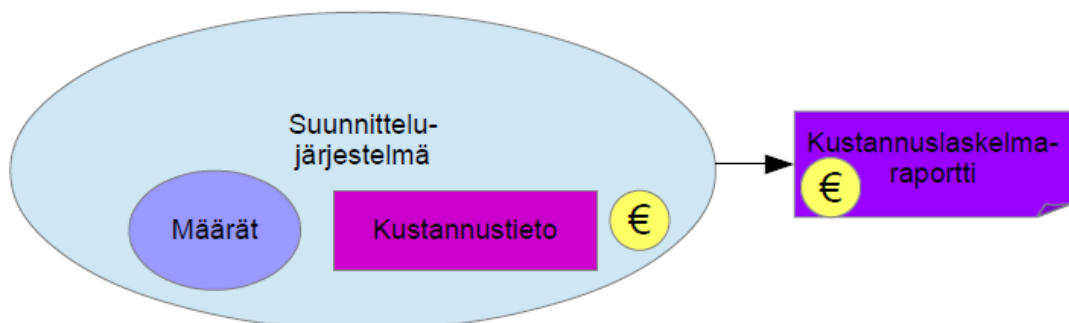 Suunnittelu-
järjestelmä
Määrät
Kustannustieto
€
Kustannuslaskelma-
raportti
€